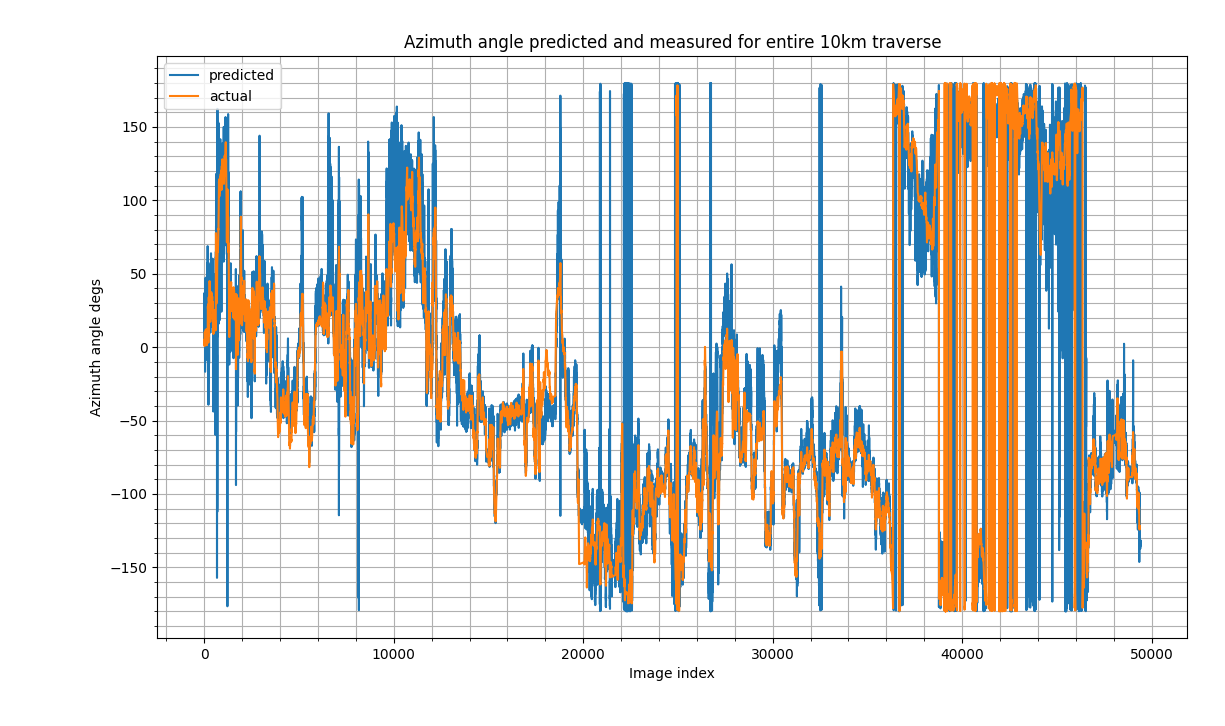 Azimuth angle predicted and measured for entire 10km traverse
predicted
actual
150
100
50
0
−50
−100
−150
Azimuth angle degs
0 10000 20000 30000 40000 50000
Image index